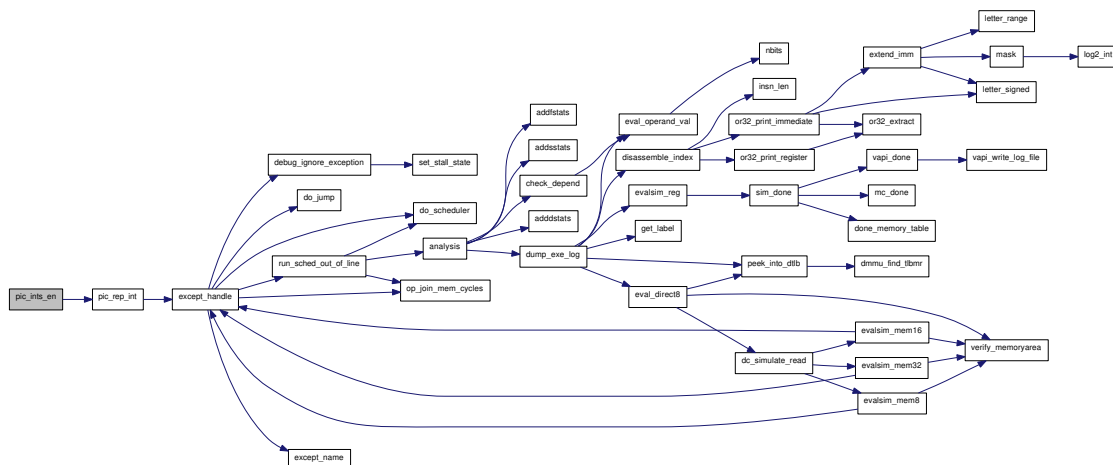 letter_range
nbits
extend_imm
mask
log2_int
insn_len
letter_signed
addfstats
eval_operand_val
or32_print_immediate
or32_extract
addsstats
debug_ignore_exception
set_stall_state
disassemble_index
or32_print_register
vapi_done
vapi_write_log_file
check_depend
do_jump
evalsim_reg
sim_done
mc_done
do_scheduler
adddstats
get_label
done_memory_table
analysis
dump_exe_log
run_sched_out_of_line
peek_into_dtlb
dmmu_find_tlbmr
op_join_mem_cycles
eval_direct8
pic_ints_en
pic_rep_int
except_handle
evalsim_mem16
verify_memoryarea
dc_simulate_read
evalsim_mem32
evalsim_mem8
except_name